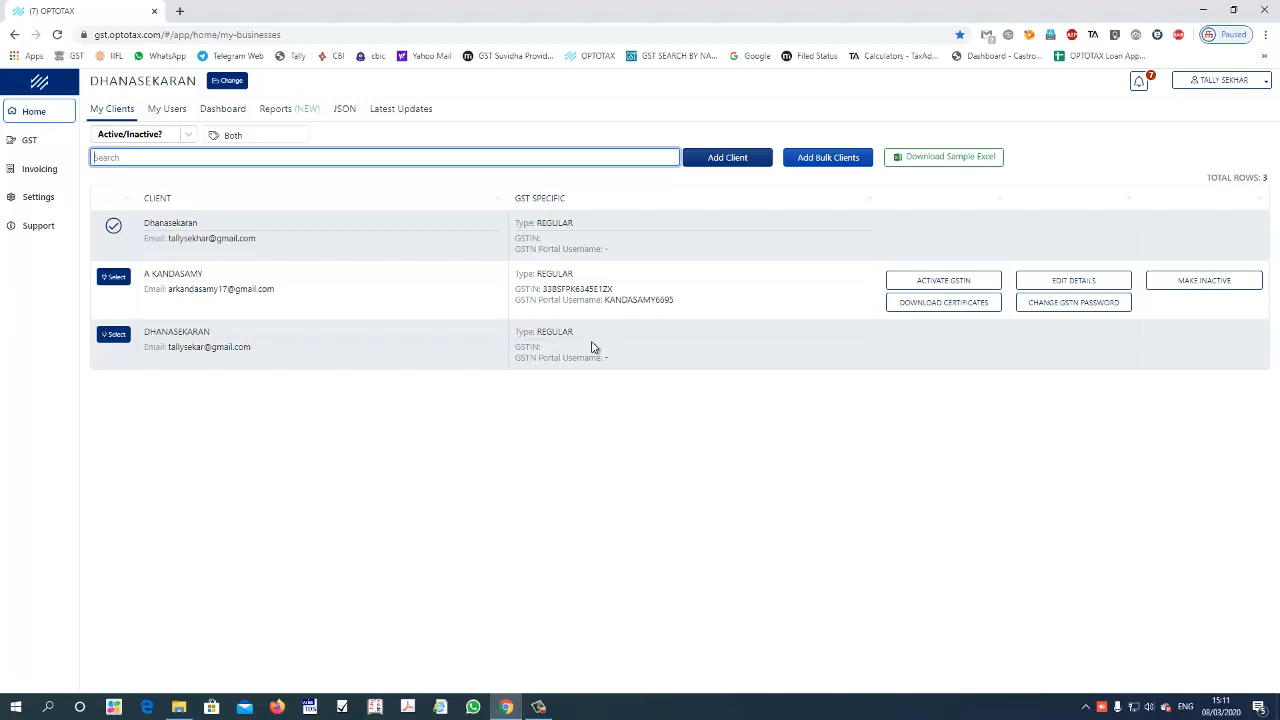 (7) OPTOTAX
gst.optotax.com/#/app/home/my-businesses
Paused
Apps GST IIFL WhatsApp Telegram Web Tally CBI cbic Yahoo Mail GST Suvidha Provid... OPTOTAX GST SEARCH BY NA... Google Filed Status Calculators - TaxAd... Dashboard - Castro... OPTOTAX Loan App...
DHANASEKARAN Change
7
TALLY SEKHAR
Home
GST
Invoicing
Settings
Support
My Clients My Users Dashboard Reports (NEW) JSON Latest Updates
Active/Inactive? Both
Search Add Client Add Bulk Clients Download Sample Excel
TOTAL ROWS: 3
CLIENT GST SPECIFIC
Dhanasekaran
Email: tallysekhar@gmail.com
Type: REGULAR
GSTIN:
GSTN Portal Username: -
Select
A KANDASAMY
Email: arkandasamy17@gmail.com
Type: REGULAR
GSTIN: 33BSFPK6345E1ZX
GSTN Portal Username: KANDASAMY6695
ACTIVATE GSTIN EDIT DETAILS MAKE INACTIVE
DOWNLOAD CERTIFICATES CHANGE GSTN PASSWORD
Select
DHANASEKARAN
Email: tallysekar@gmail.com
Type: REGULAR
GSTIN:
GSTN Portal Username: -
ENG
15:11
08/03/2020